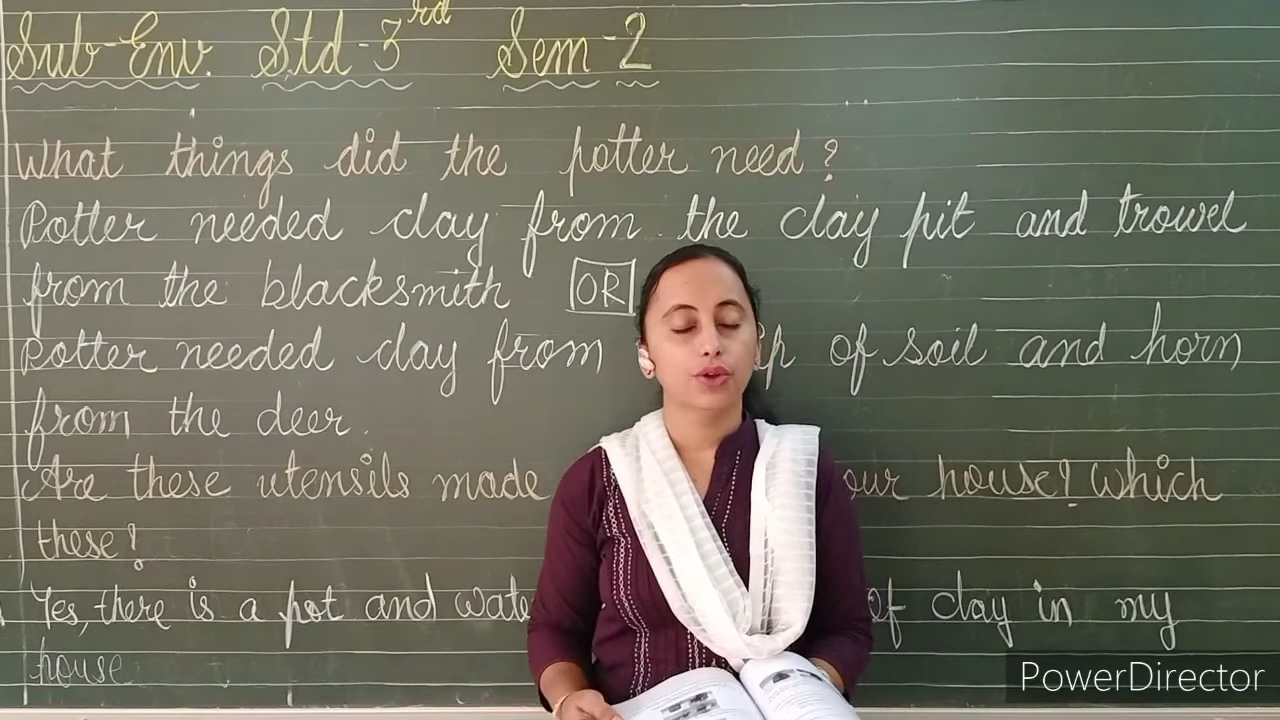 Sub-Env. Std-3rd Sem-2
What things did the potter need?
Potter needed clay from the clay pit and trowel
from the blacksmith OR
Potter needed clay from of soil and horn
from the deer.
Are these utensils made house? Which
these?
Yes, there is a pot and of clay in my
house
PowerDirector